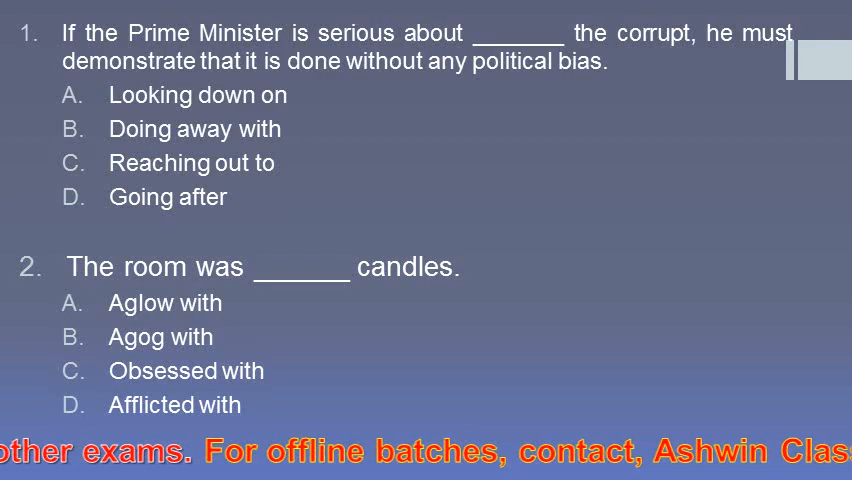 1. If the Prime Minister is serious about _______ the corrupt, he must
demonstrate that it is done without any political bias.
A. Looking down on
B. Doing away with
C. Reaching out to
D. Going after
2. The room was ______ candles.
A. Aglow with
B. Agog with
C. Obsessed with
D. Afflicted with
other exams. For offline batches, contact, Ashwin Clas